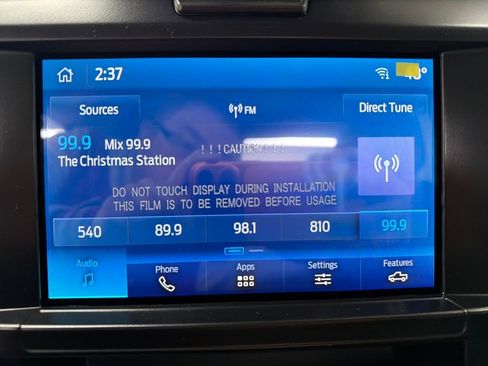 2:37
Sources
FM
Direct Tune
99.9 Mix 99.9
The Christmas Station
!!!CAUTION!!!
DO NOT TOUCH DISPLAY DURING INSTALLATION
THIS FILM IS TO BE REMOVED BEFORE USAGE
540 89.9 98.1 810 99.9
Audio Phone Apps Settings Features